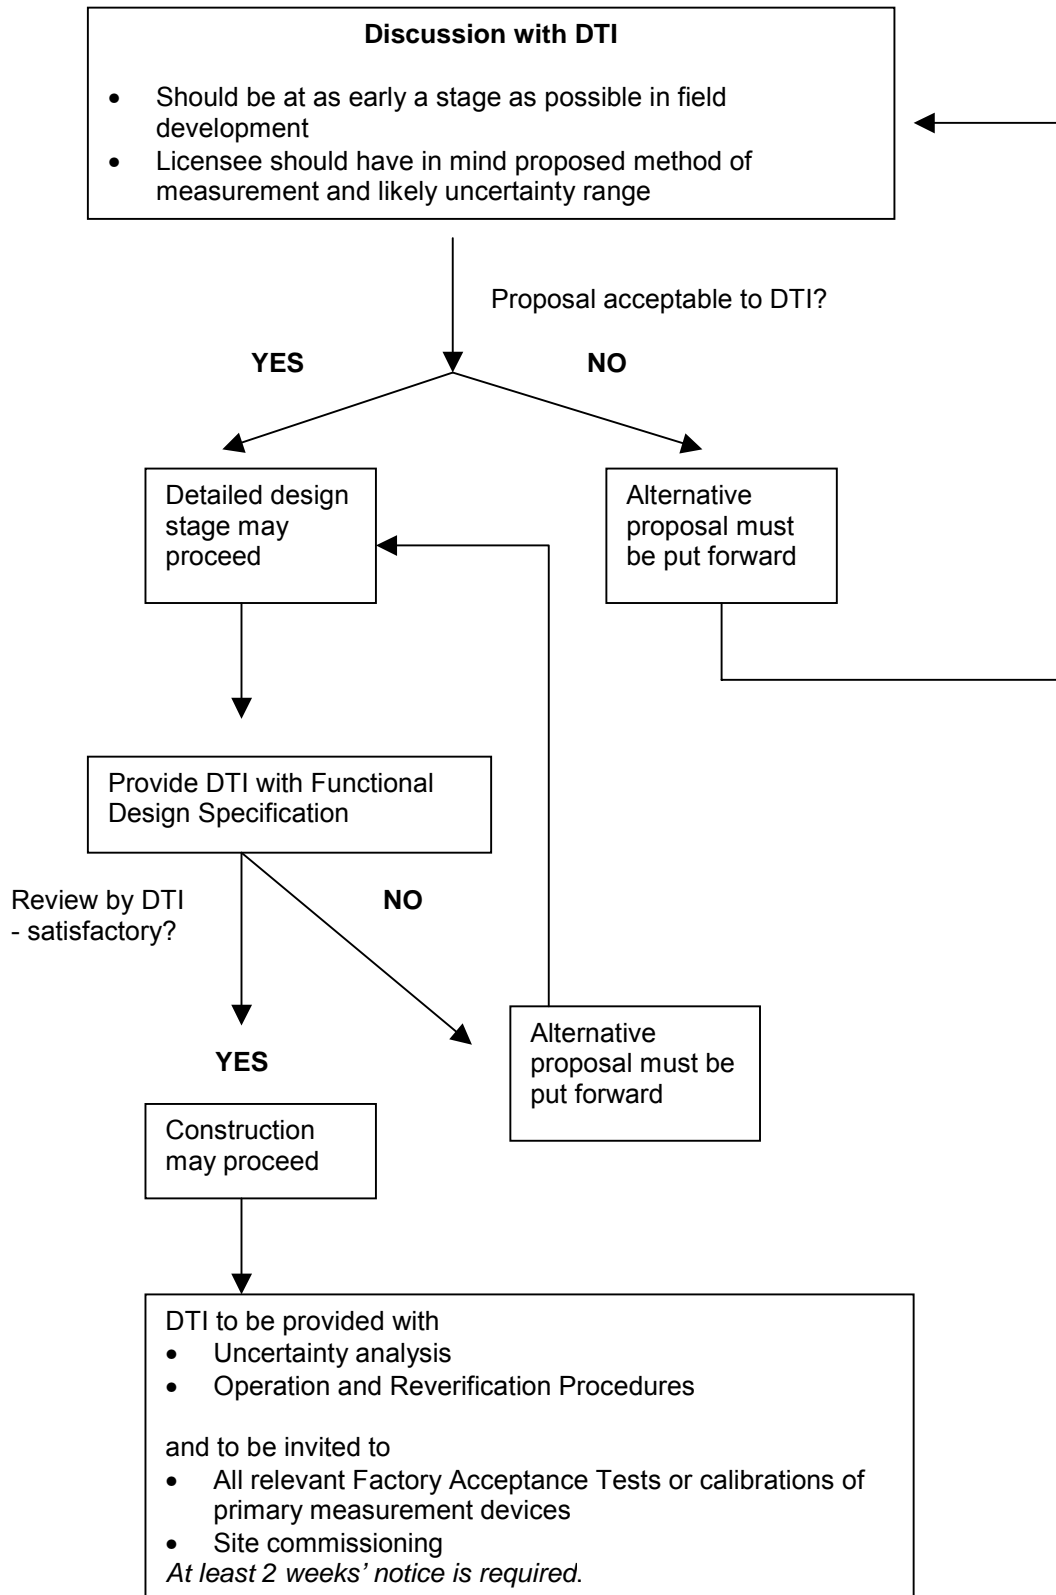 Discussion with DTI
• Should be at as early a stage as possible in field
development
• Licensee should have in mind proposed method of
measurement and likely uncertainty range
Proposal acceptable to DTI?
YES
NO
Detailed design
stage may
proceed
Alternative
proposal must
be put forward
Provide DTI with Functional
Design Specification
Review by DTI
- satisfactory?
NO
YES
Alternative
proposal must be
put forward
Construction
may proceed
DTI to be provided with
• Uncertainty analysis
• Operation and Reverification Procedures
and to be invited to
• All relevant Factory Acceptance Tests or calibrations of
primary measurement devices
• Site commissioning
At least 2 weeks’ notice is required.